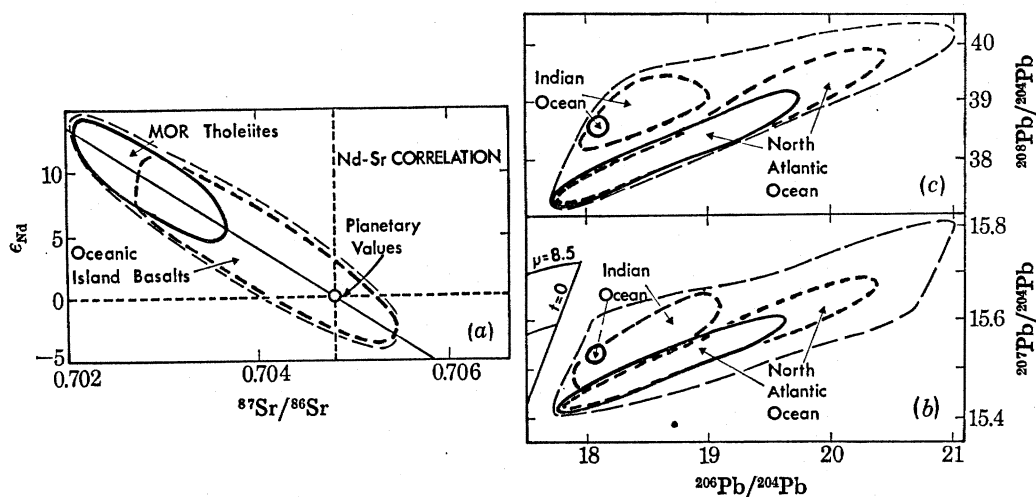 MOR Tholeiites
Nd-Sr CORRELATION
Planetary
Values
Oceanic
Island Basalts
(a)
10
5
0
−5
εNd
0.702
0.704
0.706
⁸⁷Sr/⁸⁶Sr
Indian
Ocean
North
Atlantic
Ocean
(c)
40
39
38
²⁰⁸Pb/²⁰⁴Pb
μ=8.5
t=0
Indian
Ocean
North
Atlantic
Ocean
(b)
15.8
15.6
15.4
²⁰⁷Pb/²⁰⁴Pb
18
19
20
21
²⁰⁶Pb/²⁰⁴Pb